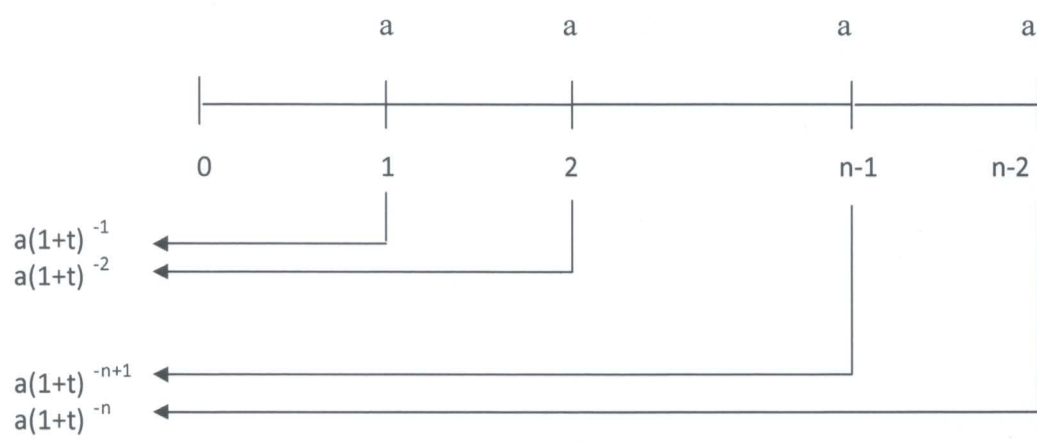 a a a a
0 1 2 n-1 n-2
a(1+t) -1
a(1+t) -2
a(1+t) -n+1
a(1+t) -n